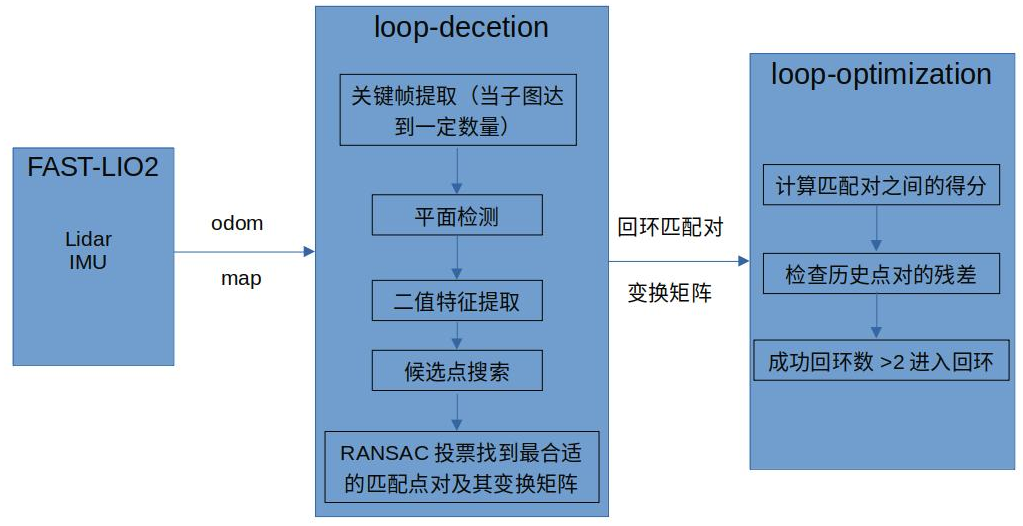 FAST-LIO2
Lidar
IMU
odom
map
loop-decetion
关键帧提取（当子图达
到一定数量）
平面检测
二值特征提取
候选点搜索
RANSAC 投票找到最合适
的匹配点对及其变换矩阵
回环匹配对
变换矩阵
loop-optimization
计算匹配对之间的得分
检查历史点对的残差
成功回环数 >2 进入回环